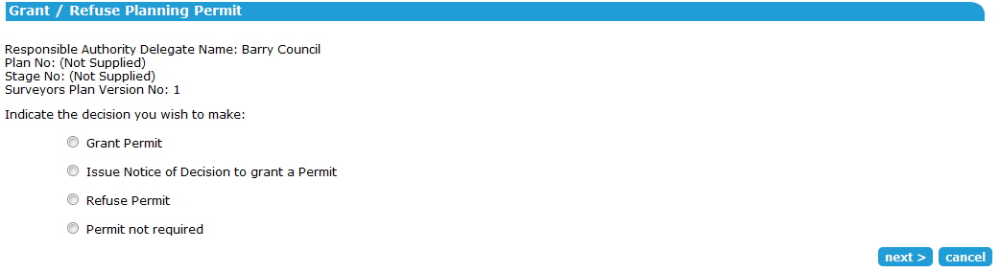 Grant / Refuse Planning Permit
Responsible Authority Delegate Name: Barry Council
Plan No: (Not Supplied)
Stage No: (Not Supplied)
Surveyors Plan Version No: 1
Indicate the decision you wish to make:
Grant Permit
Issue Notice of Decision to grant a Permit
Refuse Permit
Permit not required
next > cancel